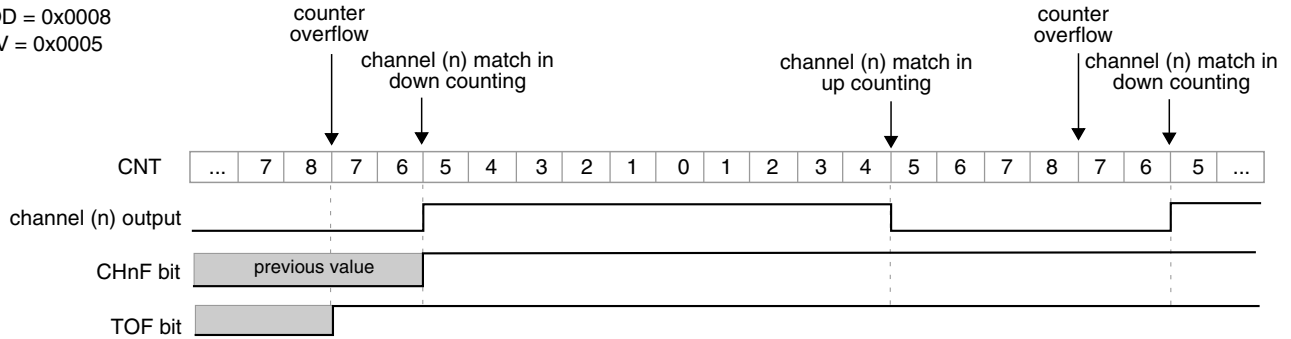 D = 0x0008
V = 0x0005
counter
overflow
channel (n) match in
down counting
channel (n) match in
up counting
counter
overflow
channel (n) match in
down counting
CNT ... 7 8 7 6 5 4 3 2 1 0 1 2 3 4 5 6 7 8 7 6 5 ...
channel (n) output
CHnF bit previous value
TOF bit